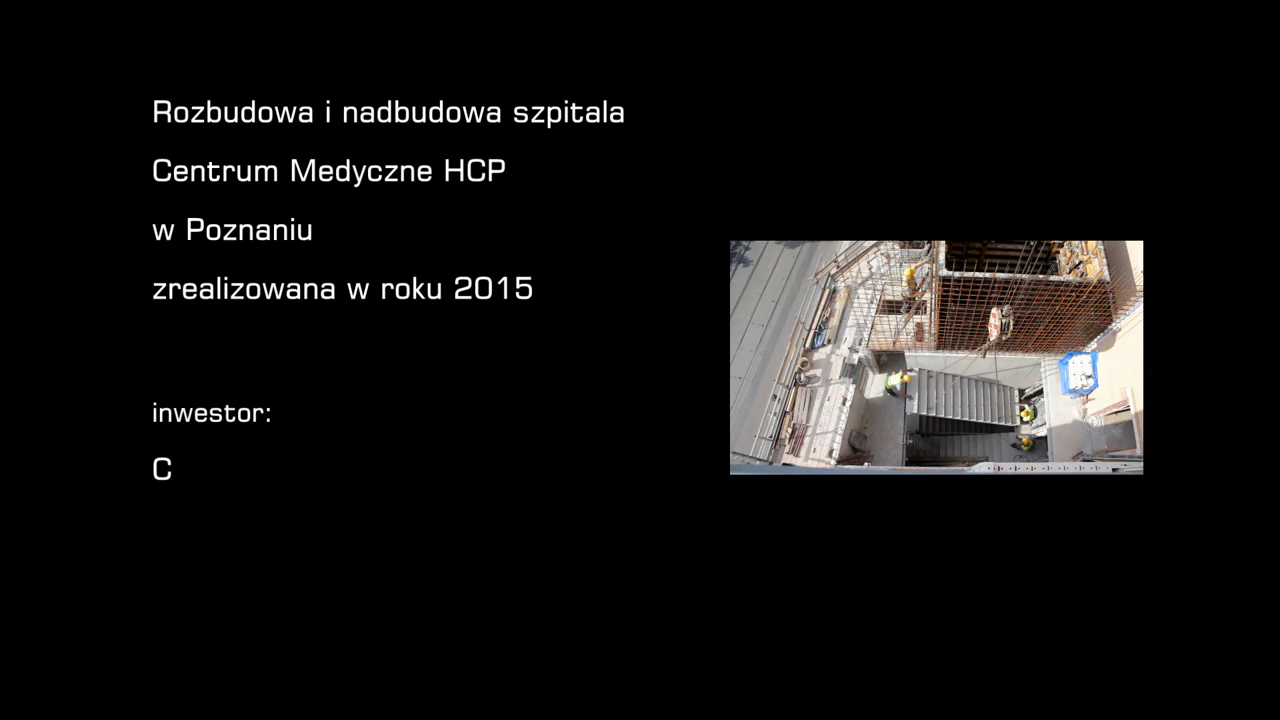 Rozbudowa i nadbudowa szpitala
Centrum Medyczne HCP
w Poznaniu
zrealizowana w roku 2015
inwestor:
C